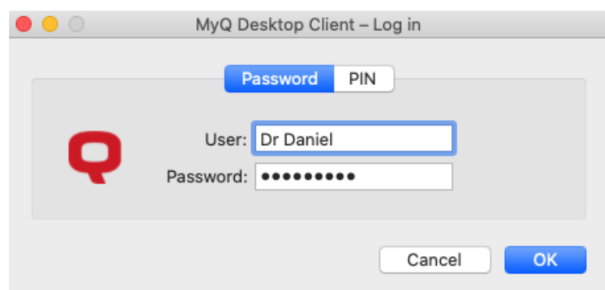 MyQ Desktop Client – Log in
Password PIN
User: Dr Daniel
Password: •••••••••
Cancel OK